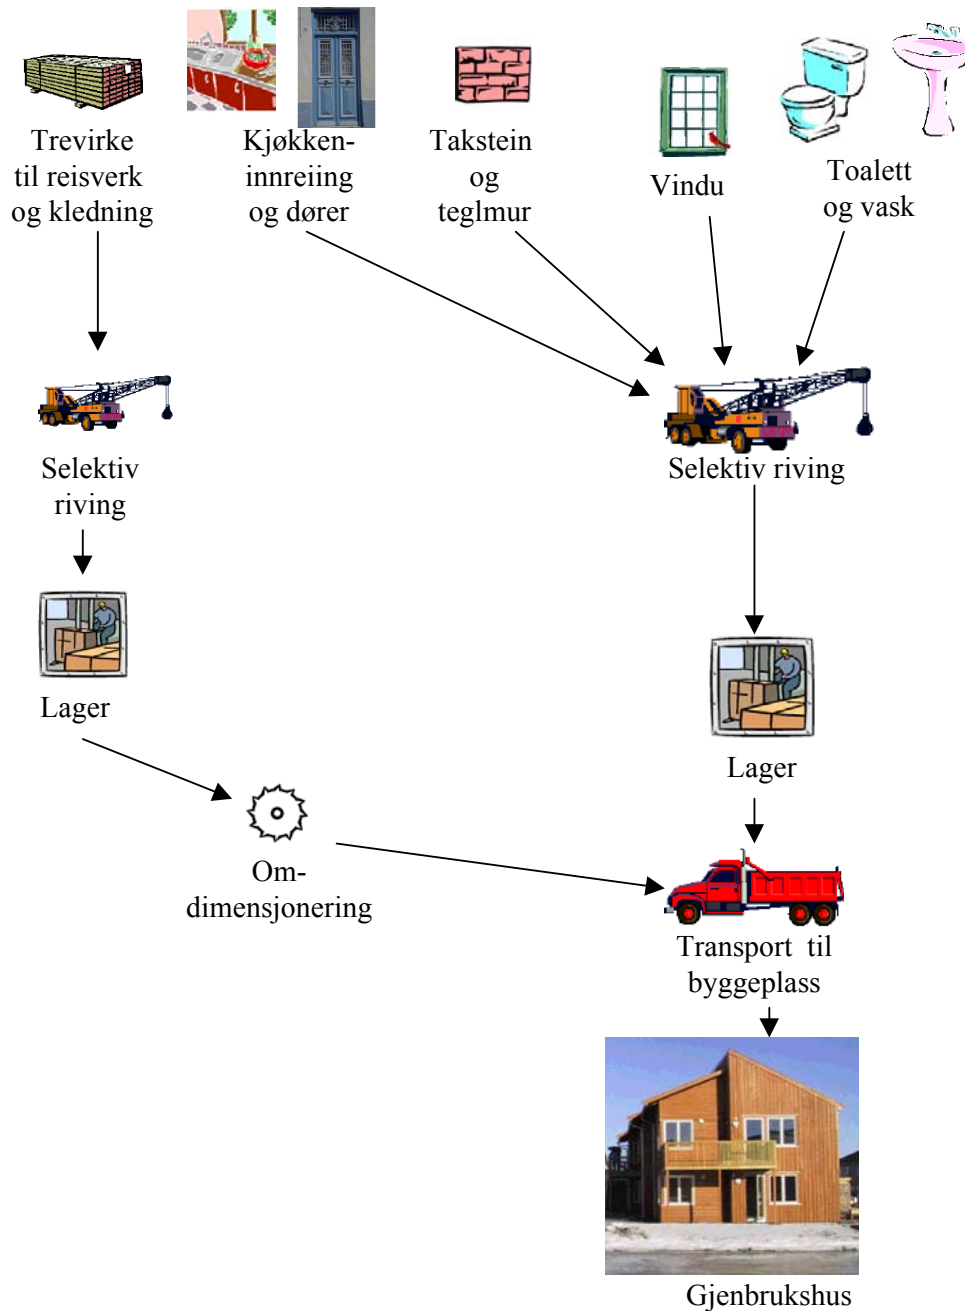 Trevirke
til reisverk
og kledning
Kjøkken-
innreiing
og dører
Takstein
og
teglmur
Vindu
Toalett
og vask
Selektiv
riving
Selektiv riving
Lager
Lager
Om-
dimensjonering
Transport til
byggeplass
Gjenbrukshus